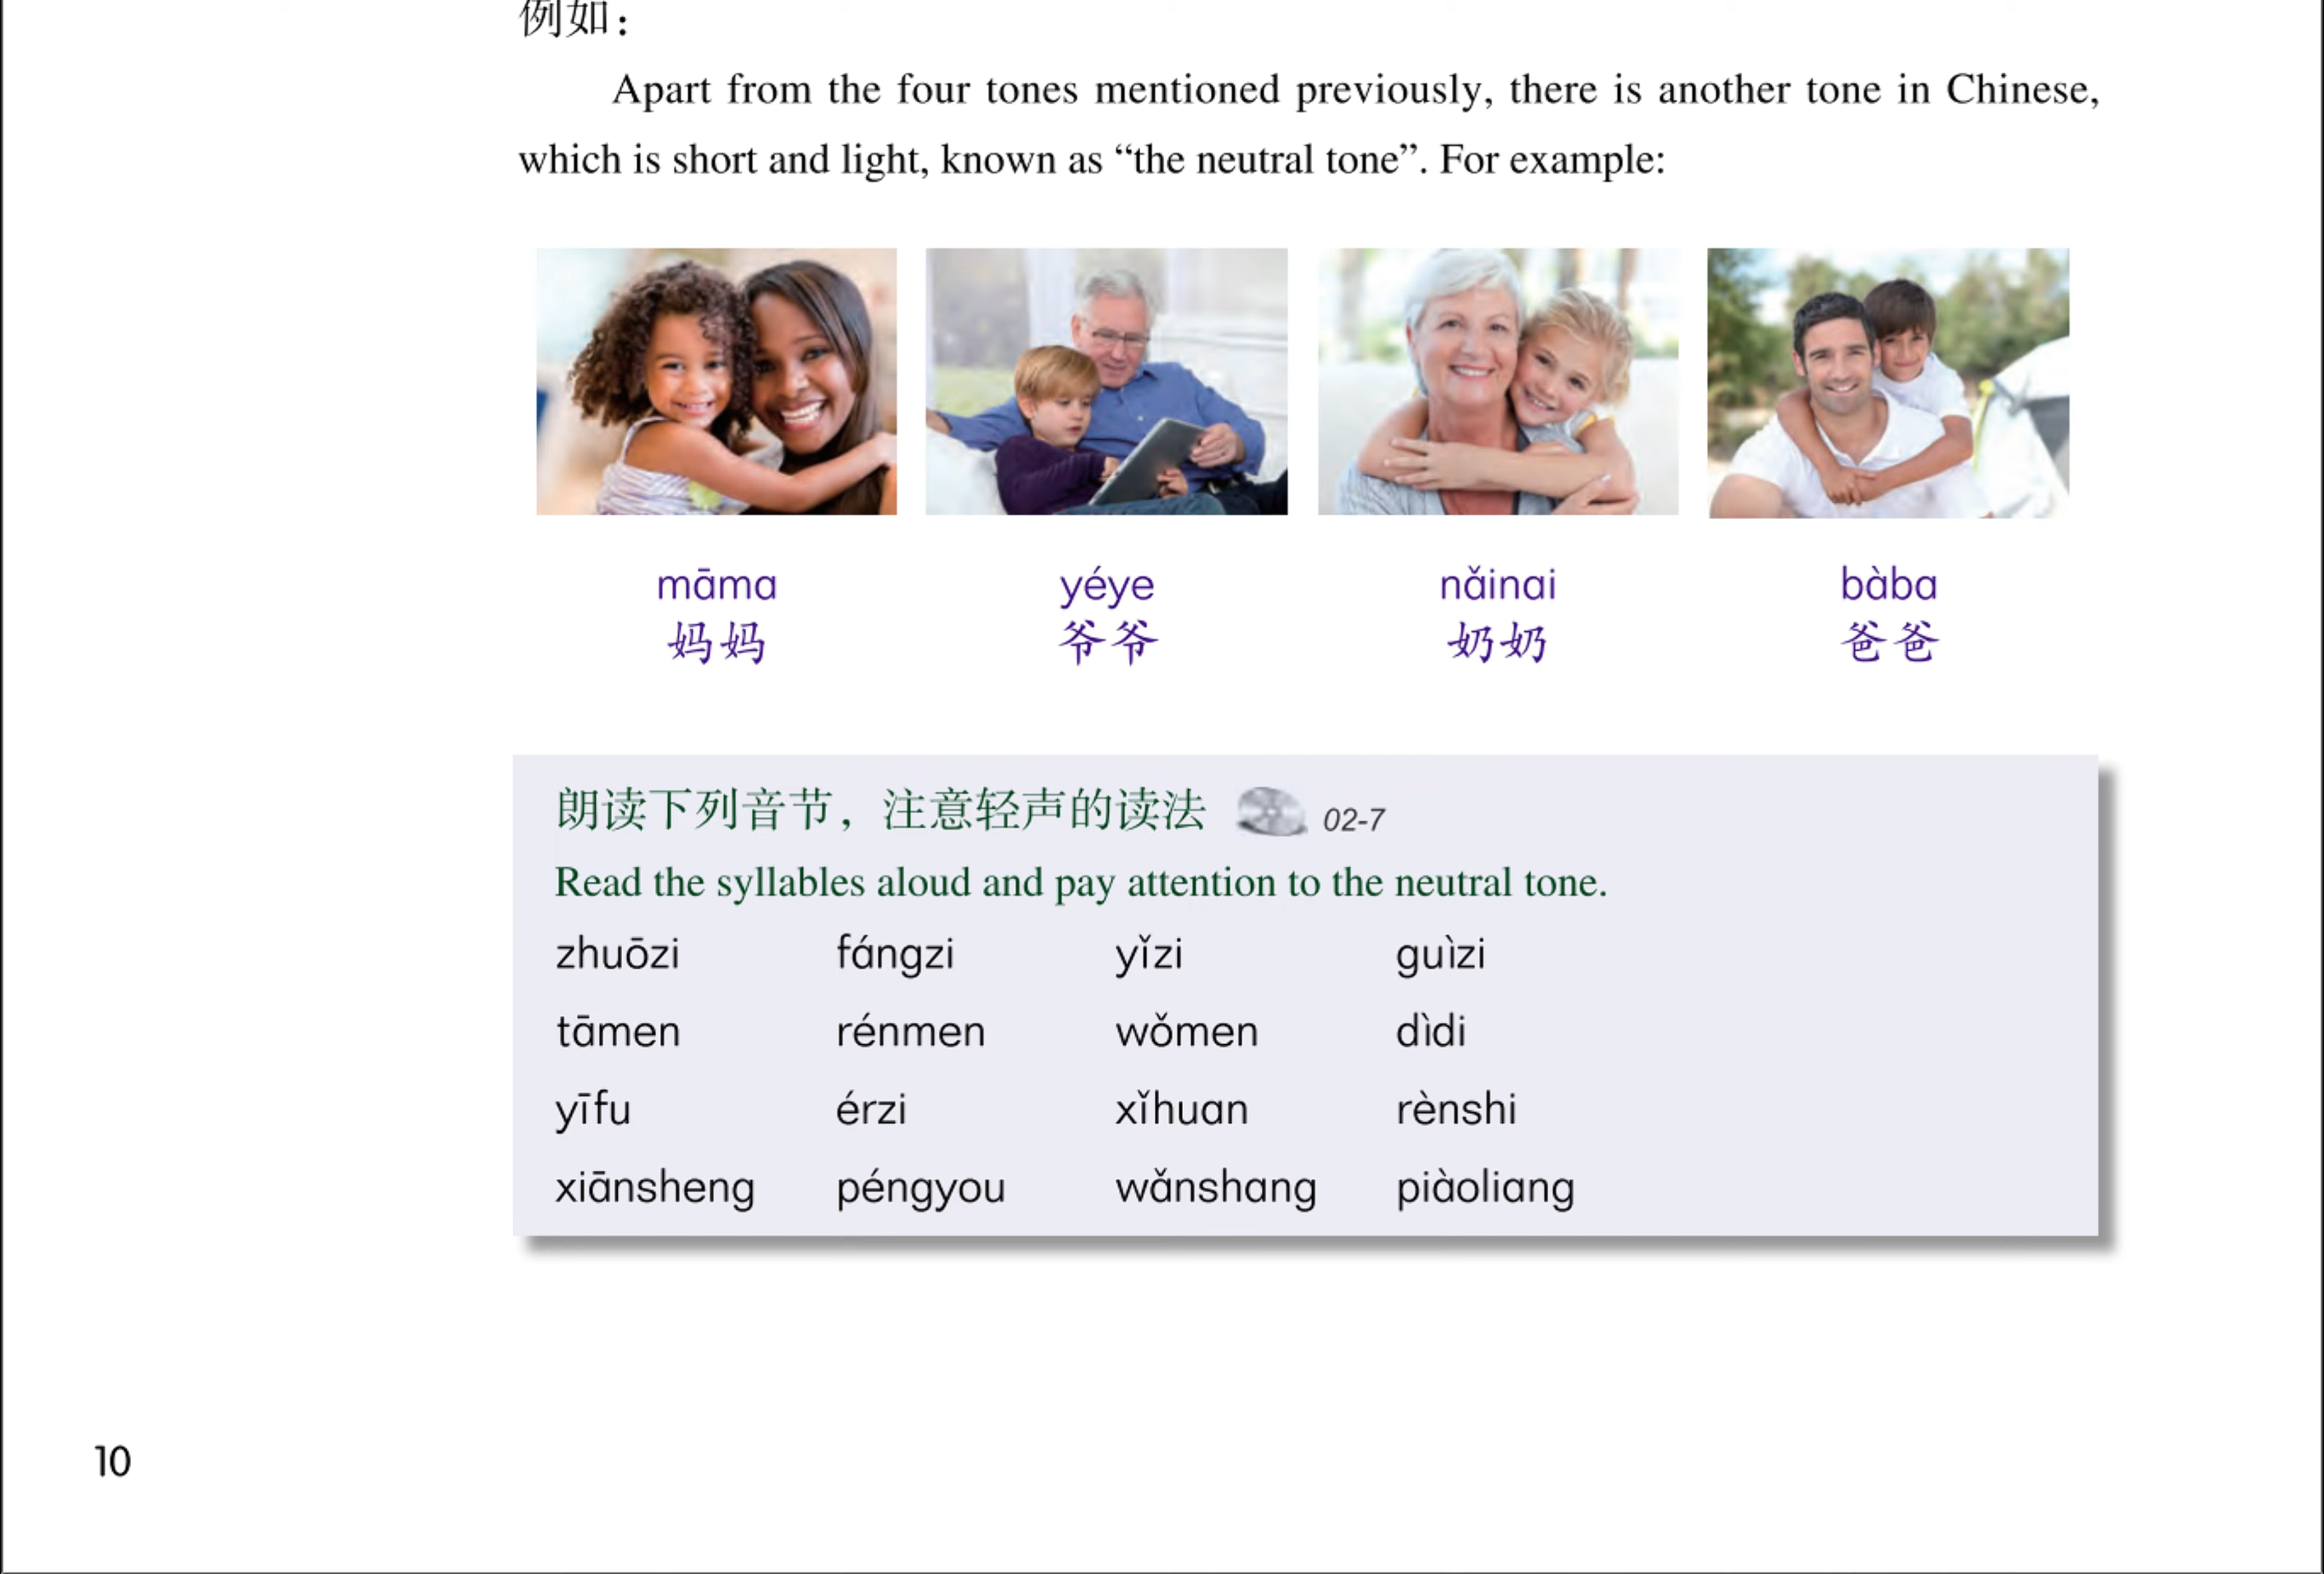 例如：
Apart from the four tones mentioned previously, there is another tone in Chinese,
which is short and light, known as “the neutral tone”. For example:
māma yéye nǎinai bàba
妈妈 爷爷 奶奶 爸爸
朗读下列音节，注意轻声的读法 02-7
Read the syllables aloud and pay attention to the neutral tone.
zhuōzi fángzi yǐzi guìzi
tāmen rénmen wǒmen dìdi
yīfu érzi xǐhuan rènshi
xiānsheng péngyou wǎnshang piàoliang
10